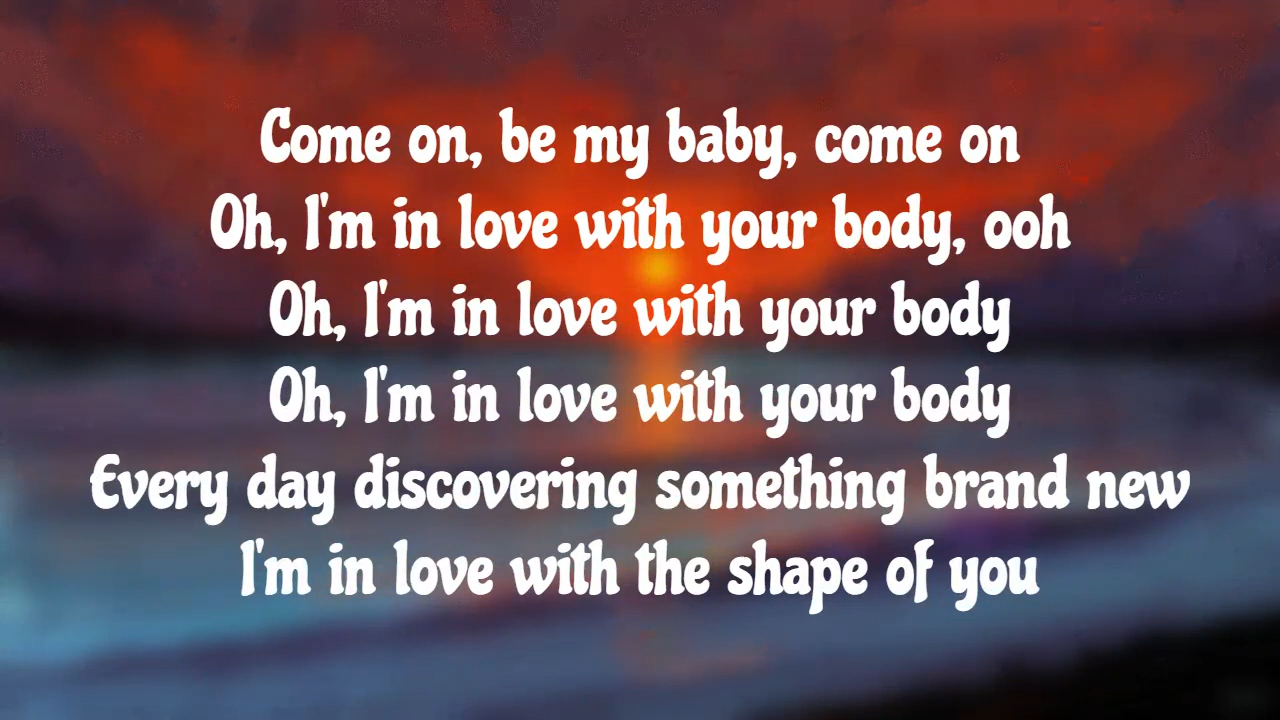 Come on, be my baby, come on
Oh, I'm in love with your body, ooh
Oh, I'm in love with your body
Oh, I'm in love with your body
Every day discovering something brand new
I'm in love with the shape of you